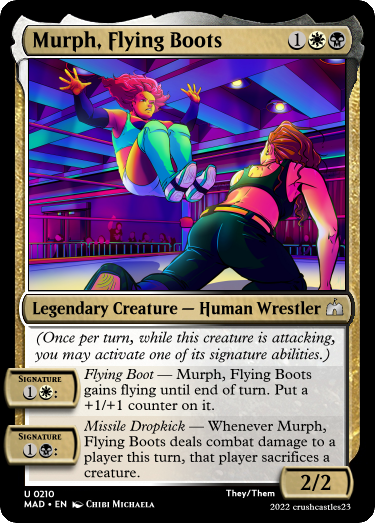 Murph, Flying Boots 1
Legendary Creature — Human Wrestler
(Once per turn, while this creature is attacking,
you may activate one of its signature abilities.)
SIGNATURE
1 :
Flying Boot — Murph, Flying Boots
gains flying until end of turn. Put a
+1/+1 counter on it.
SIGNATURE
1 :
Missile Dropkick — Whenever Murph,
Flying Boots deals combat damage to a
player this turn, that player sacrifices a
creature.
2/2
U 0210
MAD • EN CHIBI MICHAELA
They/Them
2022 crushcastles23